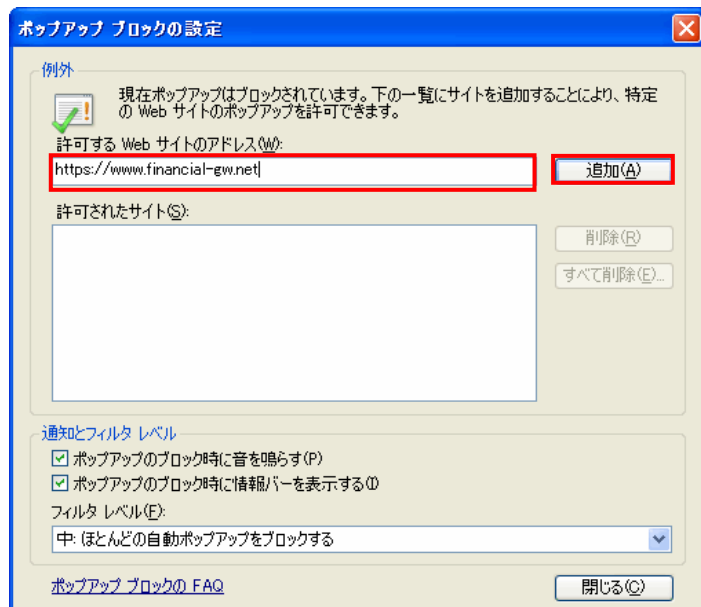 ポップアップ ブロックの設定
例外
現在ポップアップはブロックされています。下の一覧にサイトを追加することにより、特定
の Web サイトのポップアップを許可できます。
許可する Web サイトのアドレス(W):
https://www.financial-gw.net
追加(A)
許可されたサイト(S):
削除(R)
すべて削除(E)...
通知とフィルタ レベル
ポップアップのブロック時に音を鳴らす(P)
ポップアップのブロック時に情報バーを表示する(I)
フィルタ レベル(F):
中: ほとんどの自動ポップアップをブロックする
ポップアップ ブロックの FAQ
閉じる(C)